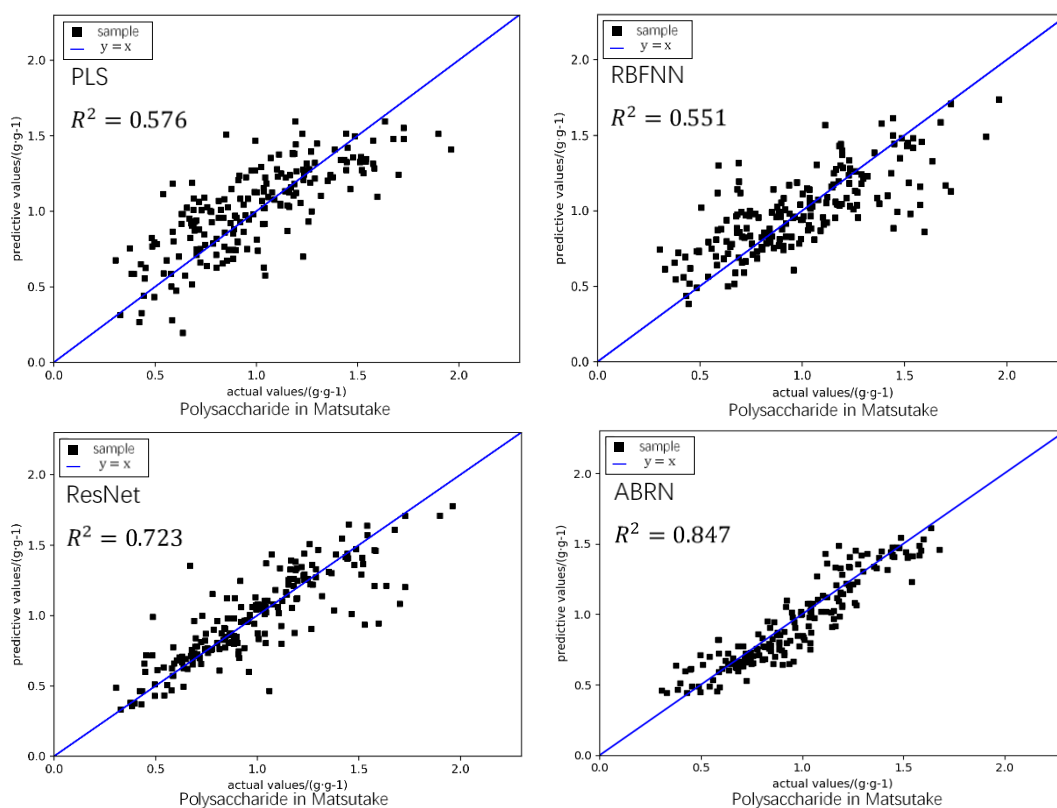 sample
y = x
PLS
R² = 0.576
predictive values/(g·g-1)
2.0
1.5
1.0
0.5
0.0
0.0 0.5 1.0 1.5 2.0
actual values/(g·g-1)
Polysaccharide in Matsutake
sample
y = x
RBFNN
R² = 0.551
predictive values/(g·g-1)
2.0
1.5
1.0
0.5
0.0
0.0 0.5 1.0 1.5 2.0
actual values/(g·g-1)
Polysaccharide in Matsutake
sample
y = x
ResNet
R² = 0.723
predictive values/(g·g-1)
2.0
1.5
1.0
0.5
0.0
0.0 0.5 1.0 1.5 2.0
actual values/(g·g-1)
Polysaccharide in Matsutake
sample
y = x
ABRN
R² = 0.847
predictive values/(g·g-1)
2.0
1.5
1.0
0.5
0.0
0.0 0.5 1.0 1.5 2.0
actual values/(g·g-1)
Polysaccharide in Matsutake